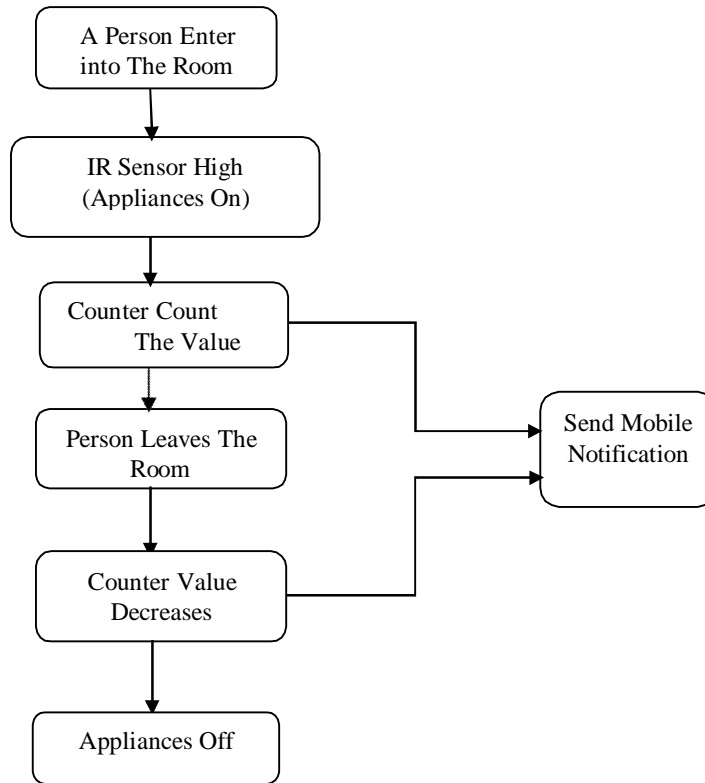 A Person Enter
into The Room
IR Sensor High
(Appliances On)
Counter Count
The Value
Person Leaves The
Room
Send Mobile
Notification
Counter Value
Decreases
Appliances Off